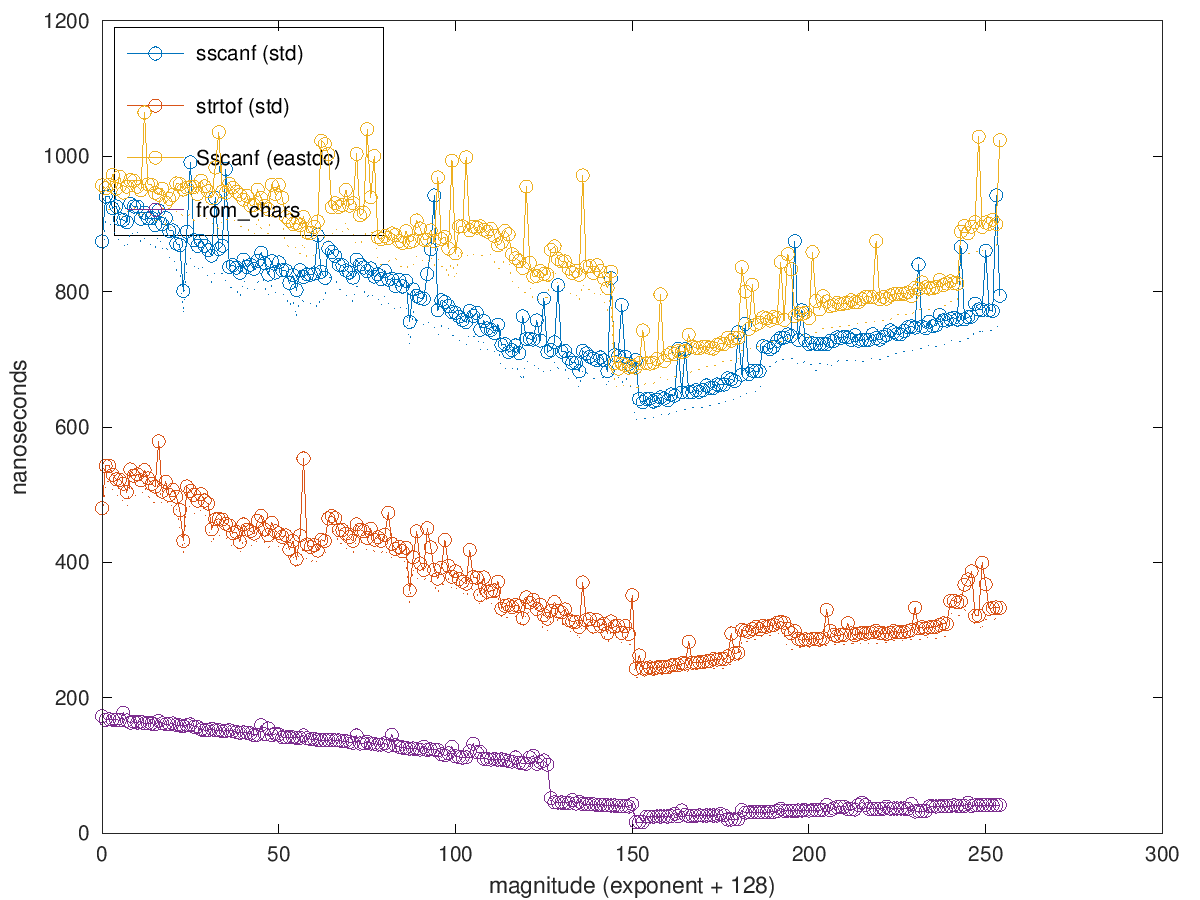 1200
1000
800
600
400
200
0
nanoseconds
sscanf (std)
strtof (std)
Sscanf (eastdc)
from_chars
0 50 100 150 200 250 300
magnitude (exponent + 128)